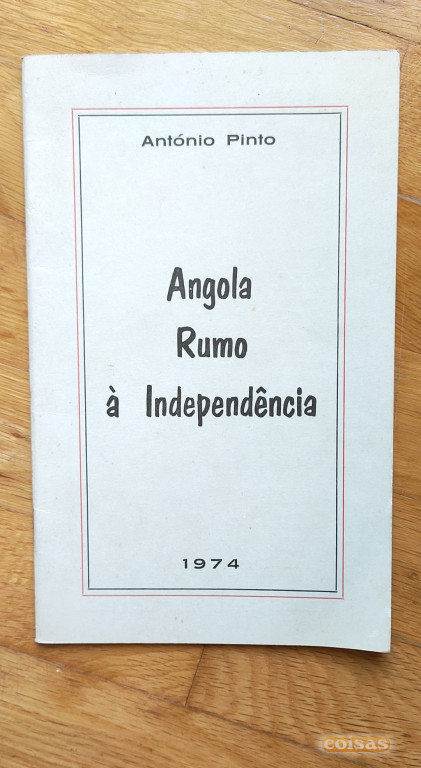 António Pinto
Angola
Rumo
à Independência
1974
coisas